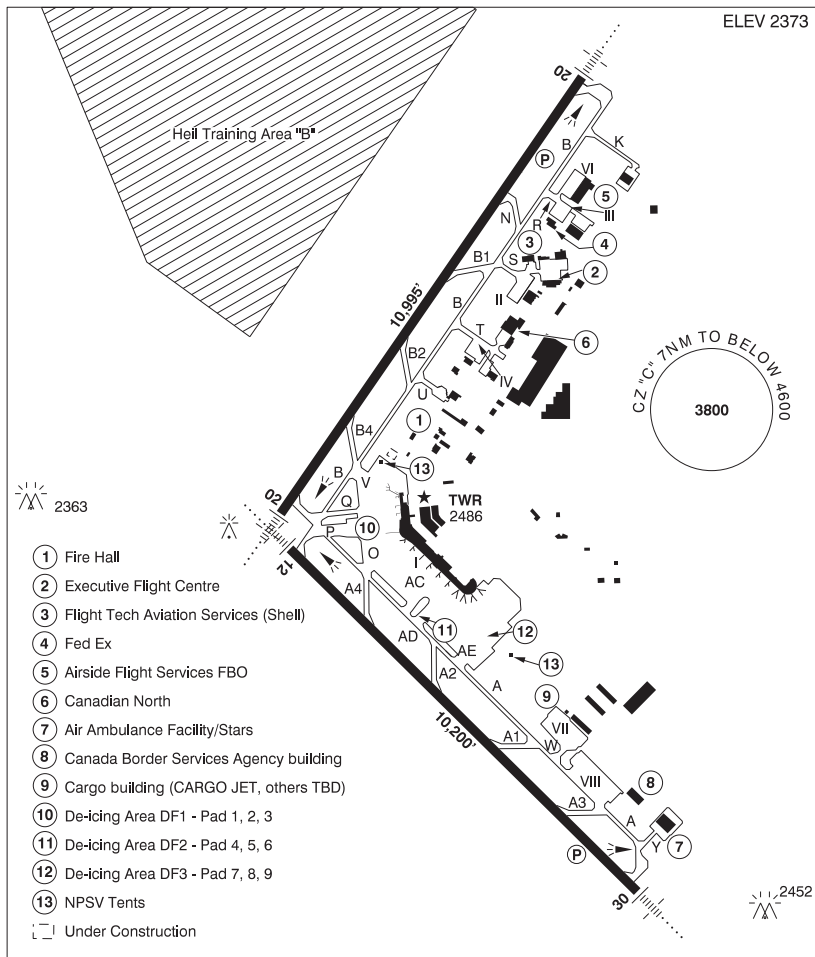 ELEV 2373
Heil Training Area "B"
20
K
B
P
VI
5
III
N
R
4
3
B1
S
2
II
10,995'
B
T
6
B2
IV
CZ "C" 7NM TO BELOW 4600
3800
U
1
B4
13
B
V
TWR
2486
02
2363
Q
10
P
12
O
I
AC
A4
11
12
AD
AE
13
A2
A
9
VII
10,200'
A1
W
VIII
8
A3
A
Y
7
P
30
2452
1 Fire Hall
2 Executive Flight Centre
3 Flight Tech Aviation Services (Shell)
4 Fed Ex
5 Airside Flight Services FBO
6 Canadian North
7 Air Ambulance Facility/Stars
8 Canada Border Services Agency building
9 Cargo building (CARGO JET, others TBD)
10 De-icing Area DF1 - Pad 1, 2, 3
11 De-icing Area DF2 - Pad 4, 5, 6
12 De-icing Area DF3 - Pad 7, 8, 9
13 NPSV Tents
Under Construction